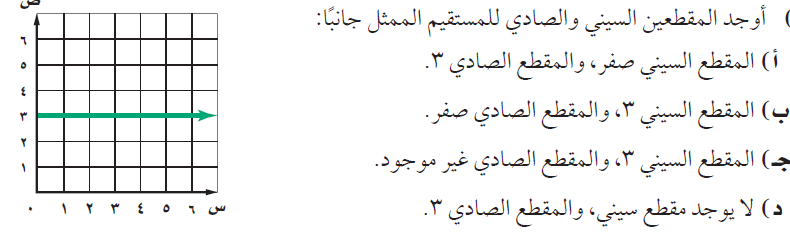 ) أوجد المقطعين السيني والصادي للمستقيم الممثل جانبًا:
أ) المقطع السيني صفر، والمقطع الصادي ٣.
ب) المقطع السيني ٣، والمقطع الصادي صفر.
جـ) المقطع السيني ٣، والمقطع الصادي غير موجود.
د) لا يوجد مقطع سيني، والمقطع الصادي ٣.
ص
٦
٥
٤
٣
٢
١
٠ ١ ٢ ٣ ٤ ٥ ٦ س